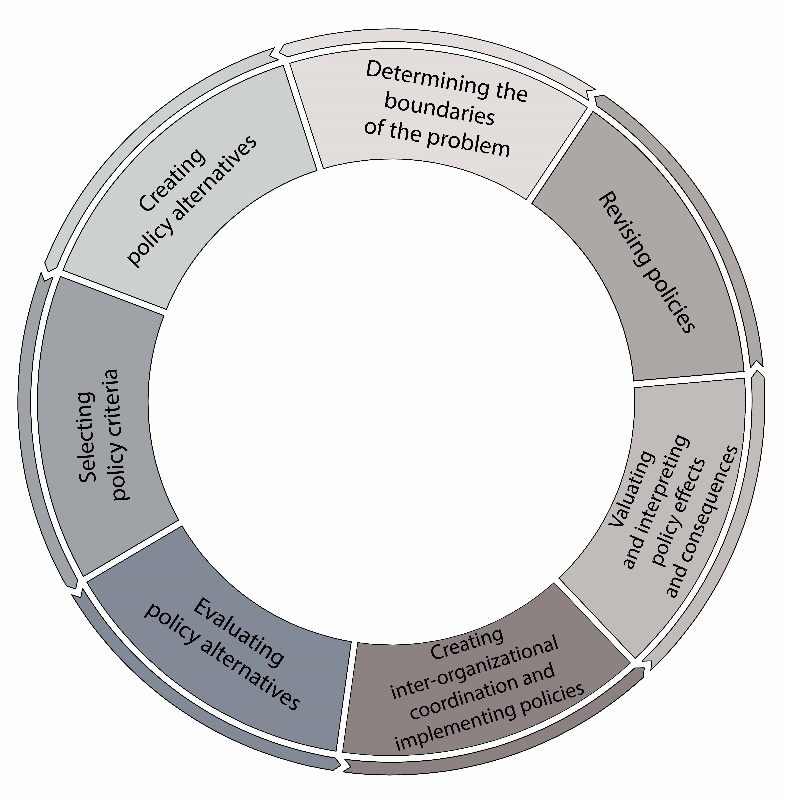 Determining the
boundaries
of the problem
Creating
policy alternatives
Selecting
policy criteria
Evaluating
policy alternatives
Creating
inter-organizational
coordination and
implementing policies
Valuating
and interpreting
policy effects
and consequences
Revising policies